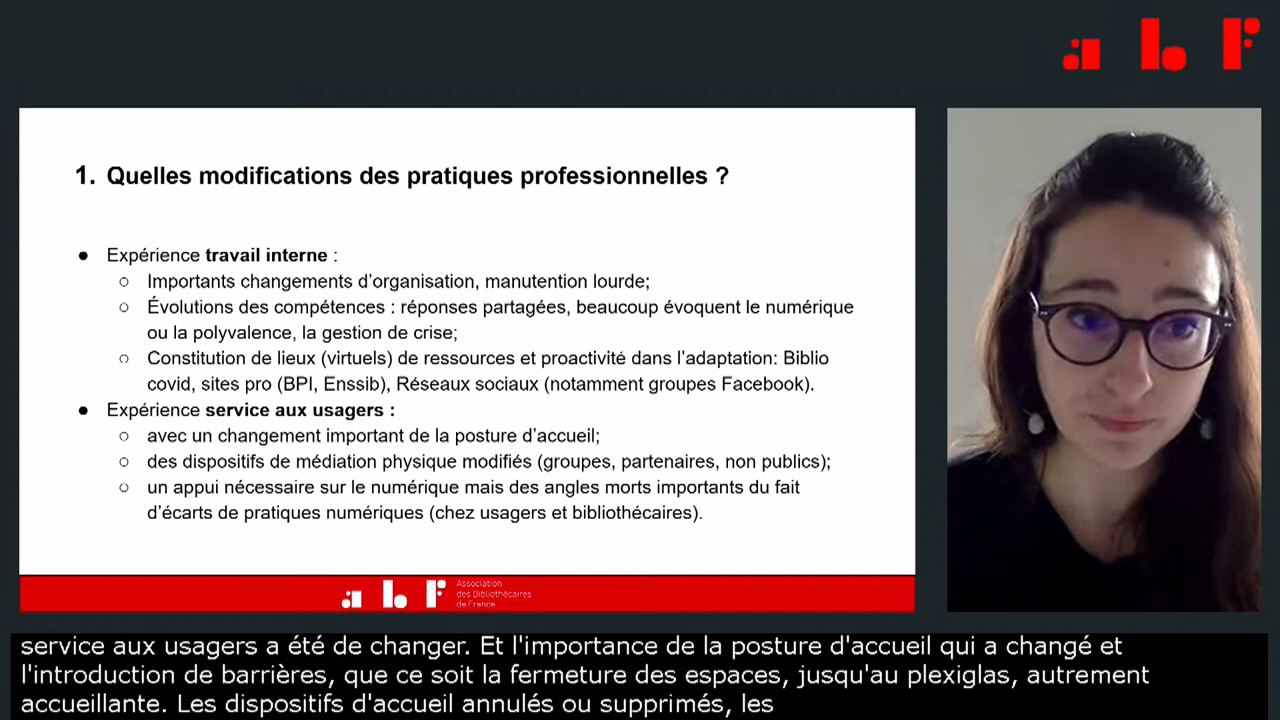 abf
1. Quelles modifications des pratiques professionnelles ?
● Expérience travail interne :
○ Importants changements d'organisation, manutention lourde;
○ Évolutions des compétences : réponses partagées, beaucoup évoquent le numérique
ou la polyvalence, la gestion de crise;
○ Constitution de lieux (virtuels) de ressources et proactivité dans l'adaptation: Biblio
covid, sites pro (BPI, Enssib), Réseaux sociaux (notamment groupes Facebook).
● Expérience service aux usagers :
○ avec un changement important de la posture d'accueil;
○ des dispositifs de médiation physique modifiés (groupes, partenaires, non publics);
○ un appui nécessaire sur le numérique mais des angles morts importants du fait
d'écarts de pratiques numériques (chez usagers et bibliothécaires).
abf
Association
des Bibliothécaires
de France
service aux usagers a été de changer. Et l'importance de la posture d'accueil qui a changé et
l'introduction de barrières, que ce soit la fermeture des espaces, jusqu'au plexiglas, autrement
accueillante. Les dispositifs d'accueil annulés ou supprimés, les